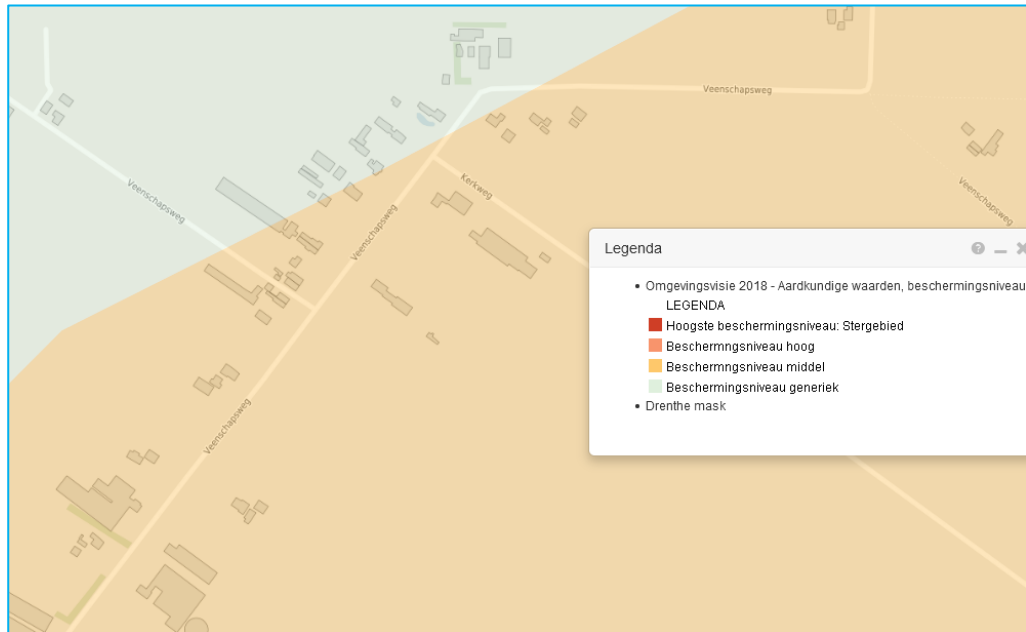 Veenschapsweg
Veenschapsweg
Kerkweg
Veenschapsweg
Veenschapsweg
Veenschapsweg
Legenda
• Omgevingsvisie 2018 - Aardkundige waarden, beschermingsniveau
LEGENDA
Hoogste beschermingsniveau: Stergebied
Beschermngsniveau hoog
Beschermngsniveau middel
Beschermingsniveau generiek
• Drenthe mask